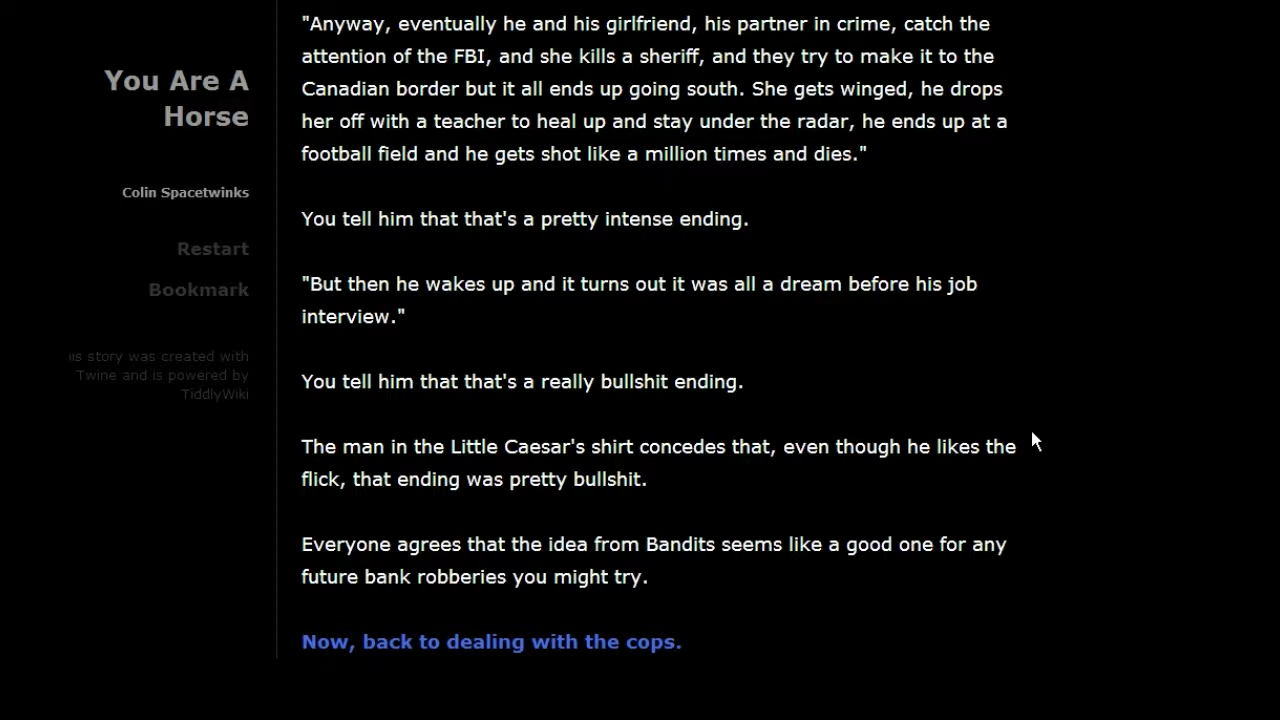 You Are A
Horse
Colin Spacetwinks
Restart
Bookmark
is story was created with
Twine and is powered by
TiddlyWiki
"Anyway, eventually he and his girlfriend, his partner in crime, catch the
attention of the FBI, and she kills a sheriff, and they try to make it to the
Canadian border but it all ends up going south. She gets winged, he drops
her off with a teacher to heal up and stay under the radar, he ends up at a
football field and he gets shot like a million times and dies."
You tell him that that's a pretty intense ending.
"But then he wakes up and it turns out it was all a dream before his job
interview."
You tell him that that's a really bullshit ending.
The man in the Little Caesar's shirt concedes that, even though he likes the
flick, that ending was pretty bullshit.
Everyone agrees that the idea from Bandits seems like a good one for any
future bank robberies you might try.
Now, back to dealing with the cops.